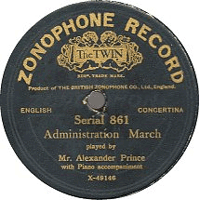 ZONOPHONE RECORD
The TWIN
REGD. TRADE MARK.
Product of THE BRITISH ZONOPHONE CO., Ltd., England.
ENGLISH CONCERTINA
Serial 861
Administration March
played by
Mr. Alexander Prince
with Piano accompaniment
X-49146